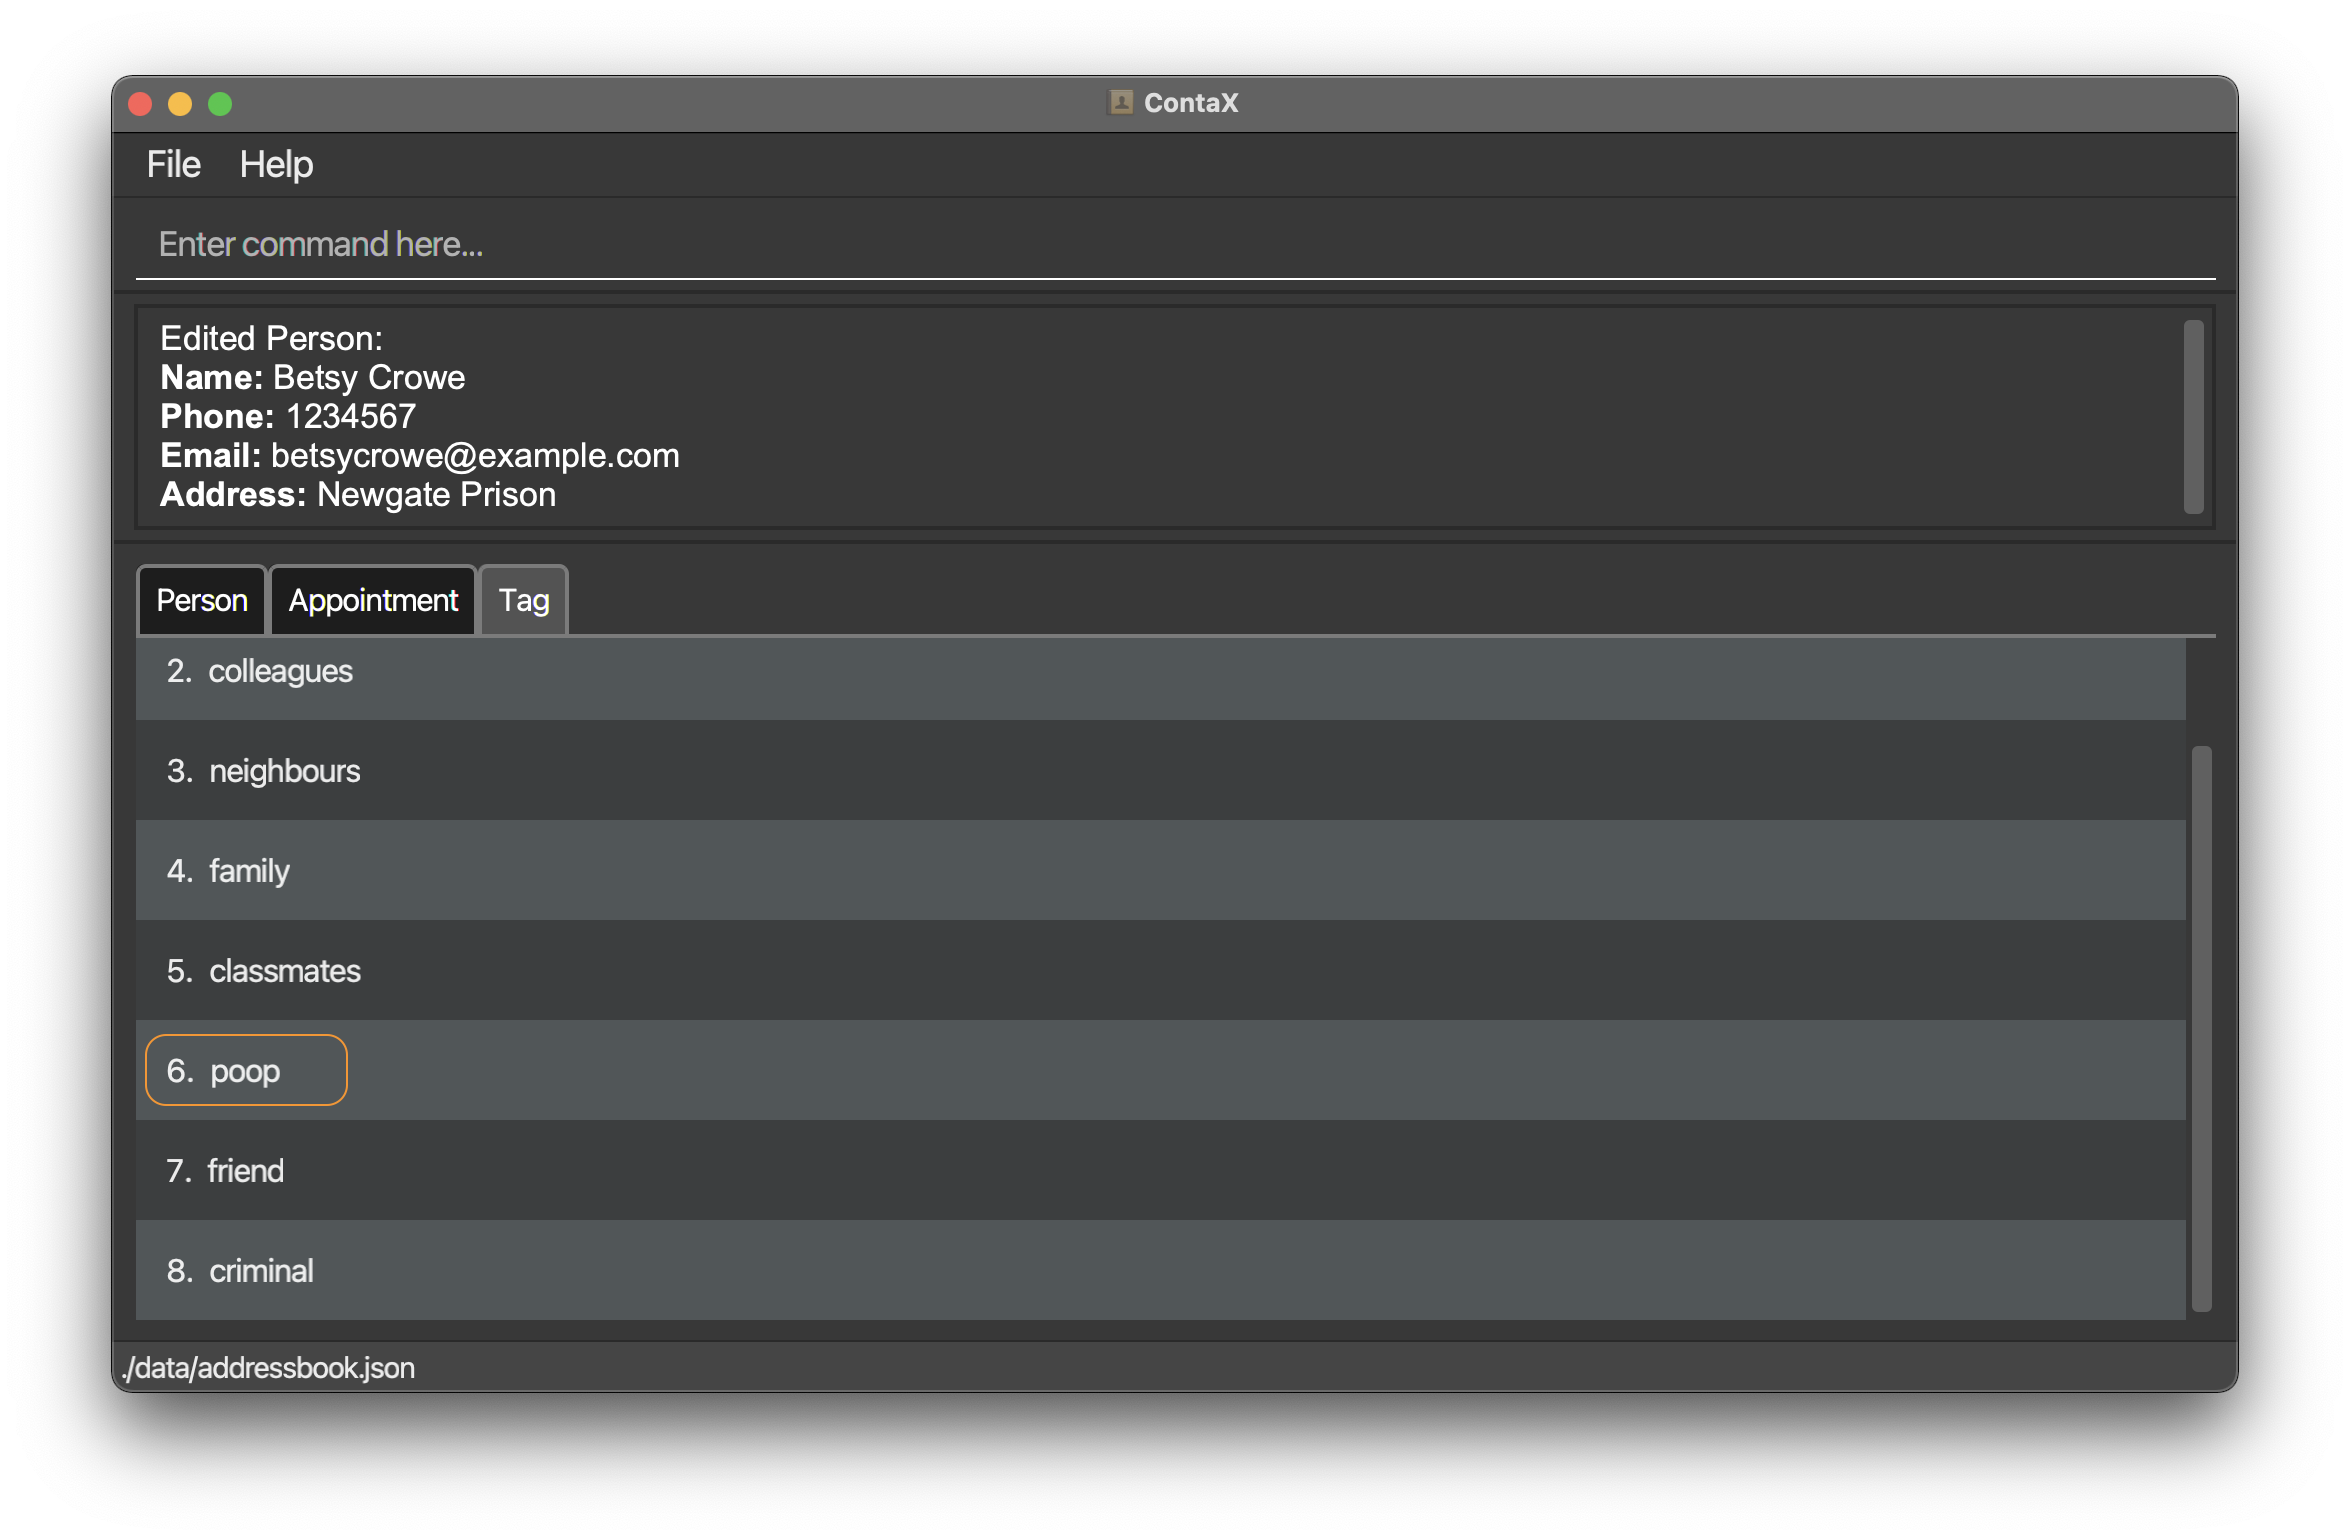 ContaX
File Help
Enter command here...
Edited Person:
Name: Betsy Crowe
Phone: 1234567
Email: betsycrowe@example.com
Address: Newgate Prison
Person Appointment Tag
2. colleagues
3. neighbours
4. family
5. classmates
6. poop
7. friend
8. criminal
./data/addressbook.json